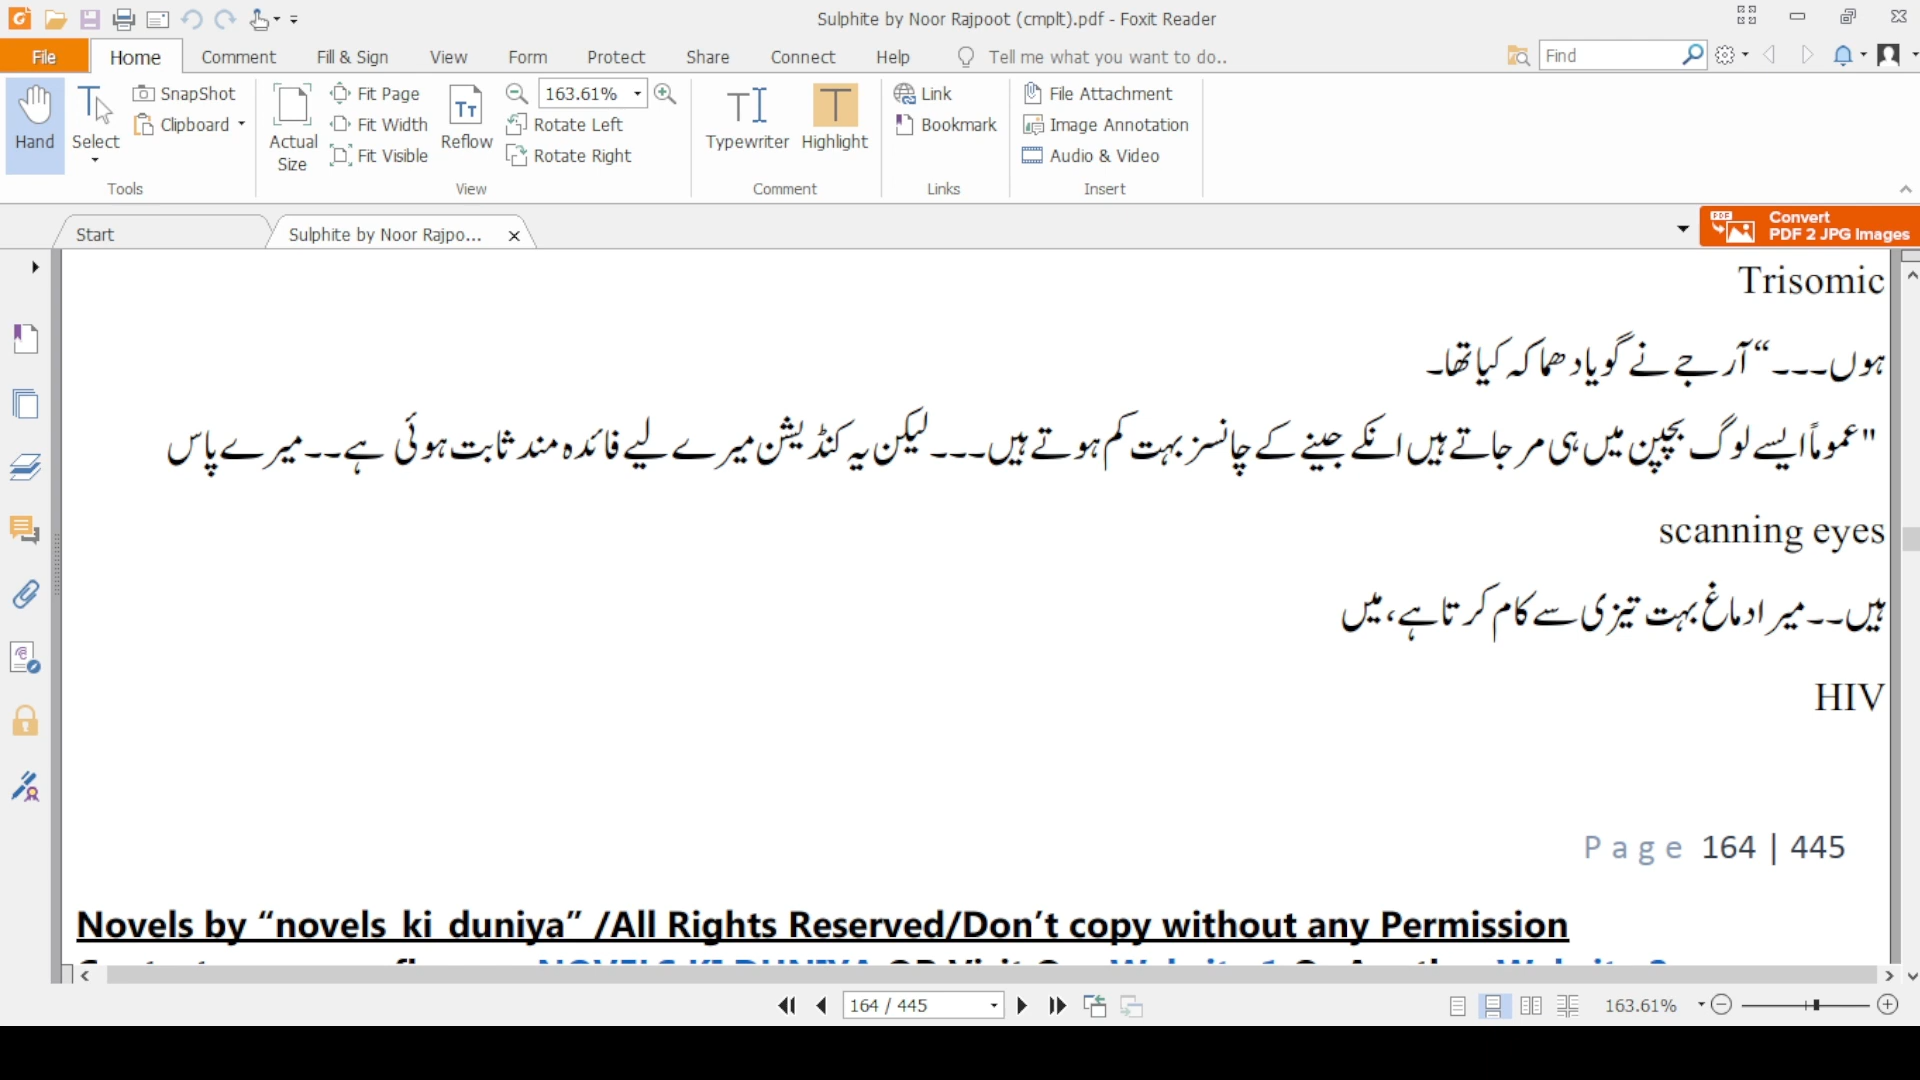 Sulphite by Noor Rajpoot (cmplt).pdf - Foxit Reader
File Home Comment Fill & Sign View Form Protect Share Connect Help Tell me what you want to do.. Find
Hand
Select
SnapShot
Clipboard
Tools
Actual Size
Fit Page
Fit Width
Fit Visible
Reflow
163.61%
Rotate Left
Rotate Right
View
Typewriter
Highlight
Comment
Link
Bookmark
Links
File Attachment
Image Annotation
Audio & Video
Insert
Start
Sulphite by Noor Rajpo...
PDF
Convert
PDF 2 JPG Images
Trisomic
ہوں۔۔۔“ آر جے نے گویا دھماکہ کیا تھا۔
"عموماً ایسے لوگ بچپن میں ہی مر جاتے ہیں انکے جینے کے چانسز بہت کم ہوتے ہیں۔۔۔ لیکن یہ کنڈیشن میرے لیے فائدہ مند ثابت ہوئی ہے۔۔ میرے پاس
scanning eyes
ہیں۔۔ میرا دماغ بہت تیزی سے کام کرتا ہے، میں
HIV
Page 164 | 445
Novels by “novels ki duniya” /All Rights Reserved/Don’t copy without any Permission
164 / 445
163.61%